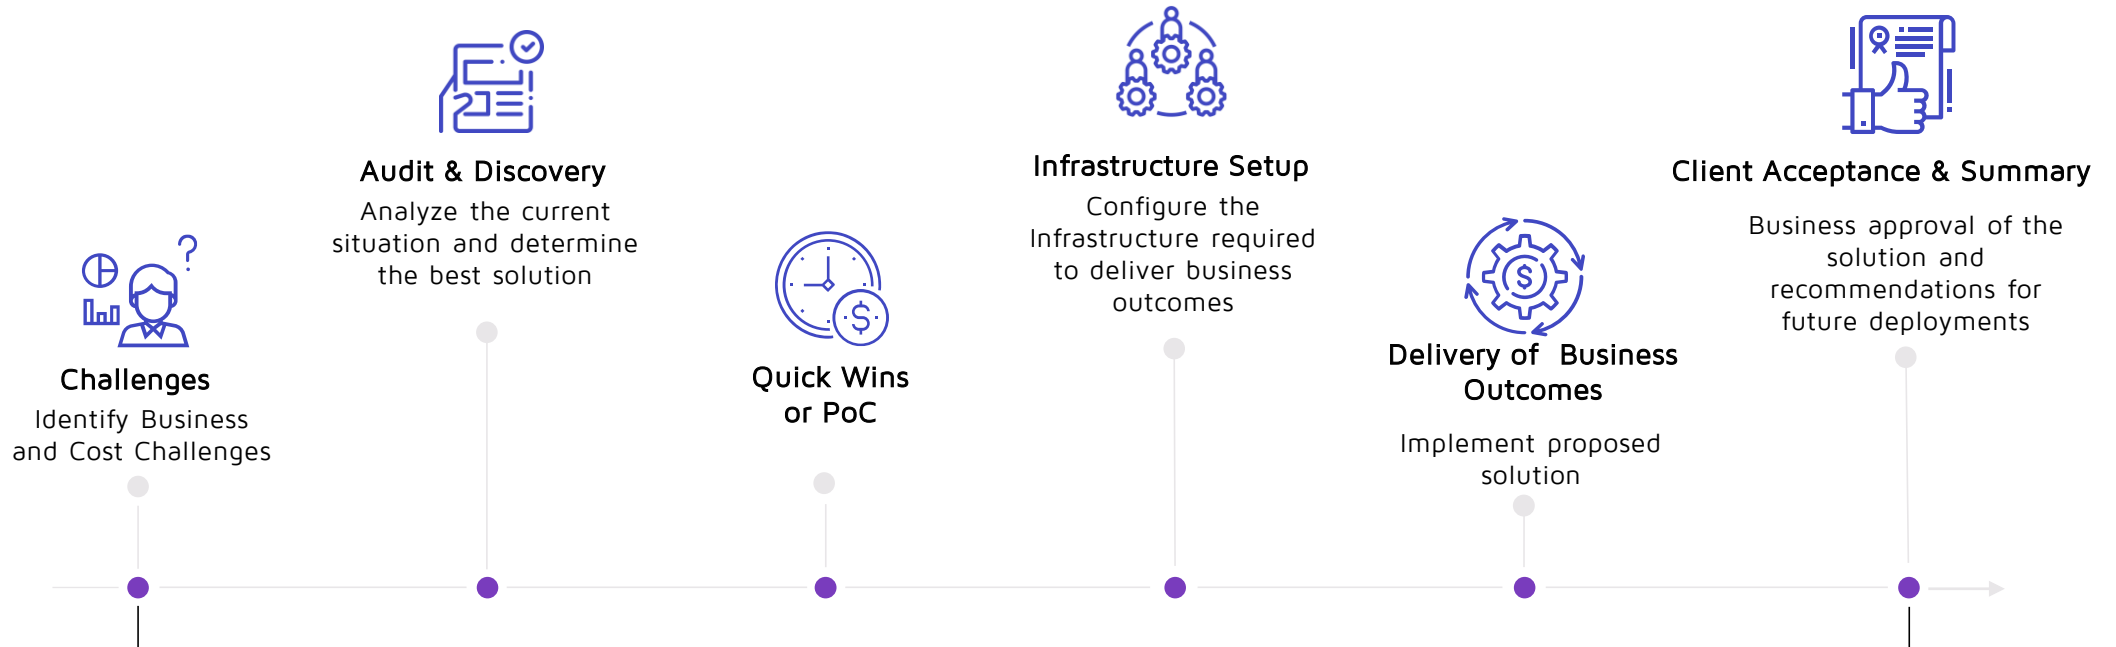 Challenges
Identify Business
and Cost Challenges
Audit & Discovery
Analyze the current
situation and determine
the best solution
Quick Wins
or PoC
Infrastructure Setup
Configure the
Infrastructure required
to deliver business
outcomes
Delivery of  Business
Outcomes
Implement proposed
solution
Client Acceptance & Summary
Business approval of the
solution and
recommendations for
future deployments